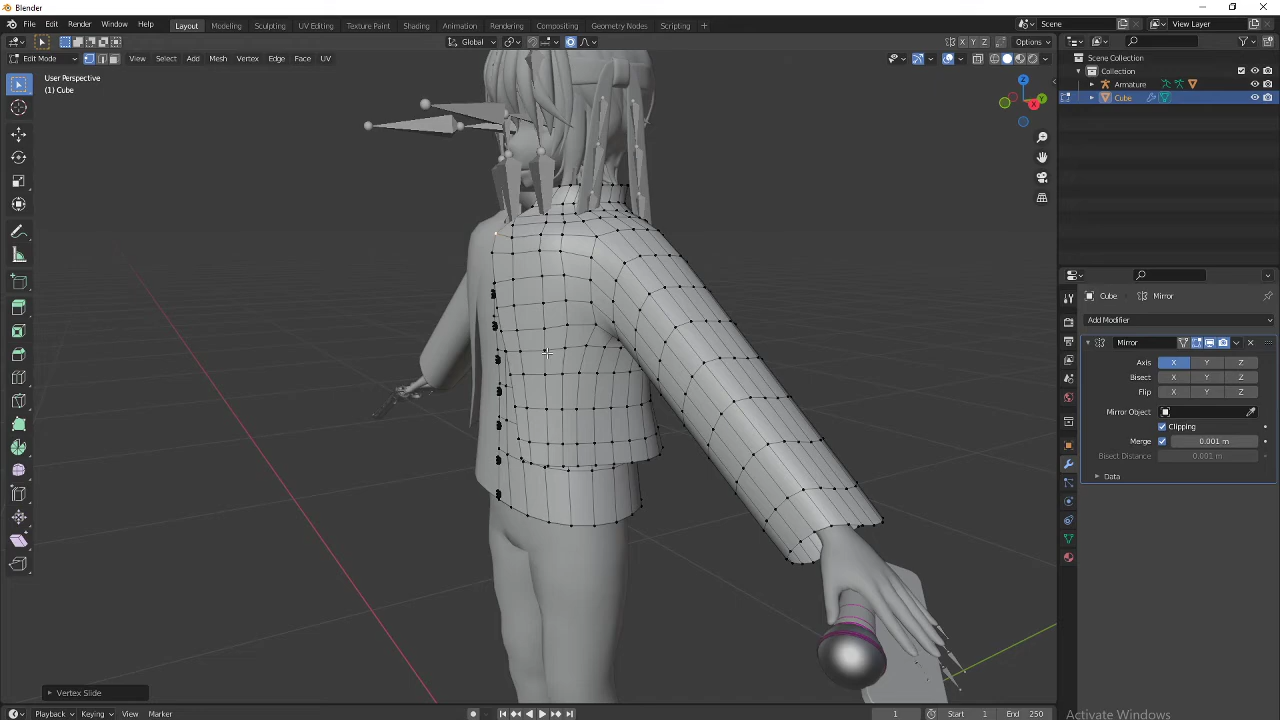 Blender
File Edit Render Window Help Layout Modeling Sculpting UV Editing Texture Paint Shading Animation Rendering Compositing Geometry Nodes Scripting + Scene View Layer
Global X Y Z Options
Edit Mode View Select Add Mesh Vertex Edge Face UV
User Perspective
(1) Cube
Z
Y
X
Scene Collection
Collection
Armature
Cube
Cube Mirror
Add Modifier
Mirror
Axis X Y Z
Bisect X Y Z
Flip X Y Z
Mirror Object
Clipping
Merge 0.001 m
Bisect Distance 0.001 m
Data
Vertex Slide
Activate Windows
Playback Keying View Marker 1 Start 1 End 250